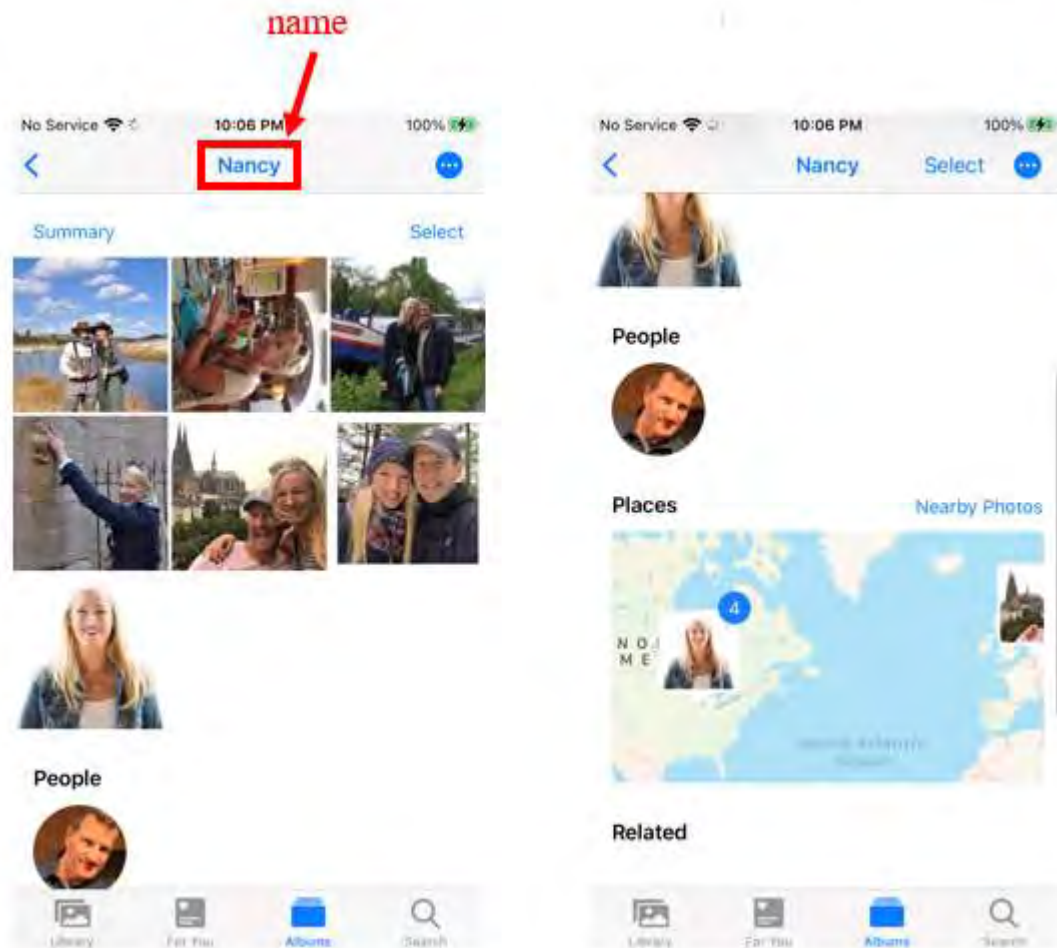 name
No Service 10:06 PM 100%
Nancy
Summary Select
People
Library For You Albums Search
No Service 10:06 PM 100%
Nancy Select
People
Places Nearby Photos
4
N O
M E
Related
Library For You Albums Search